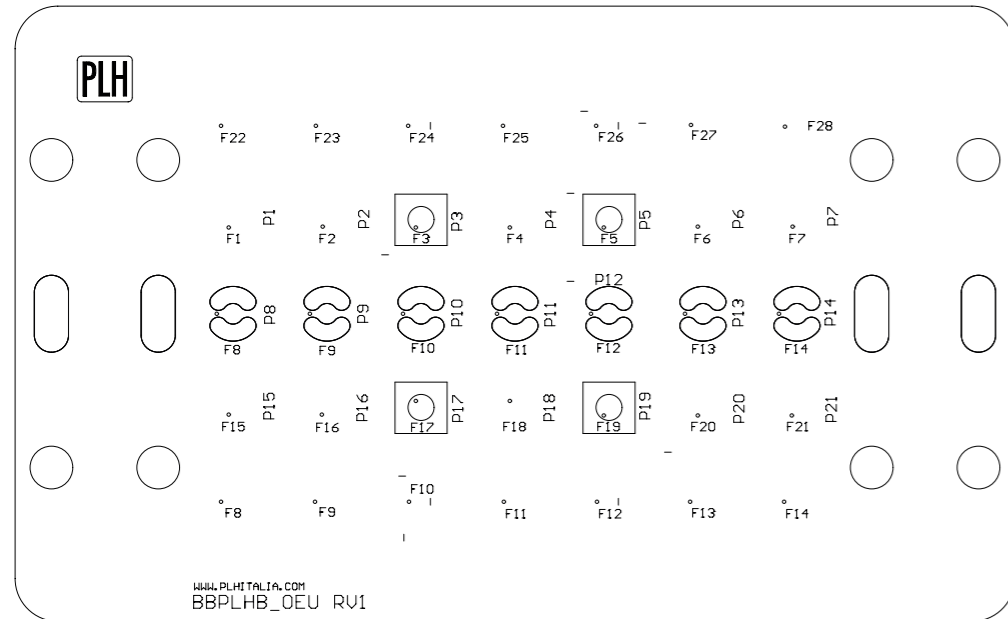 PLH
F22 F23 F24 F25 F26 F27 F28
P1 P2 P3 P4 P5 P6 P7
F1 F2 F3 F4 F5 F6 F7
P12
P8 P9 P10 P11 P13 P14
F8 F9 F10 F11 F12 F13 F14
P15 P16 P17 P18 P19 P20 P21
F15 F16 F17 F18 F19 F20 F21
F10
F8 F9 F11 F12 F13 F14
WWW.PLHITALIA.COM
BBPLHB_0EU RV1